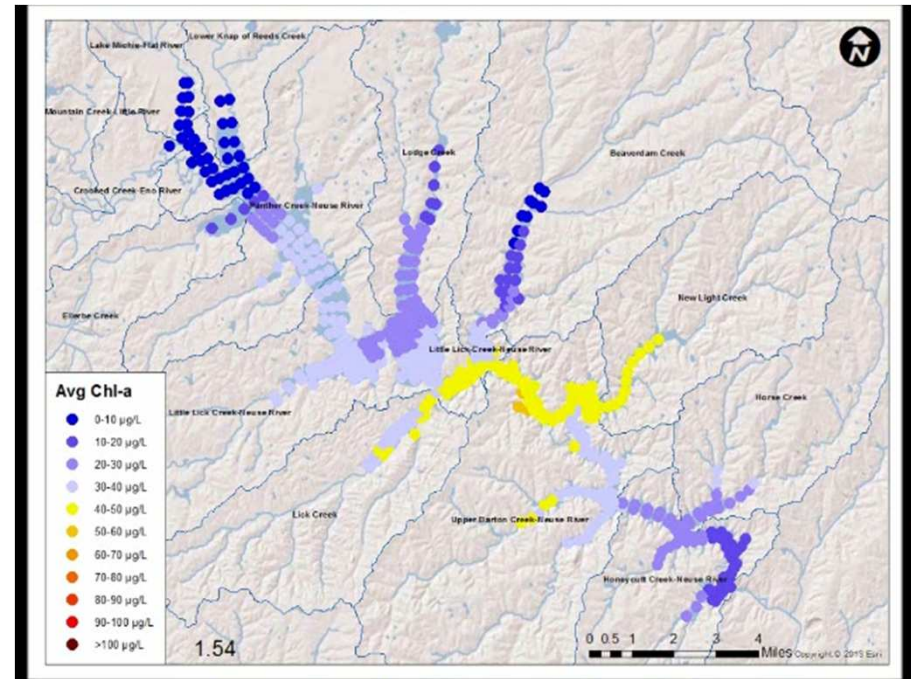 Lower Knap of Reeds Creek
Lake Michie-Flat River
N
Mountain Creek-Little River
Lodge Creek
Beaverdam Creek
Crooked Creek-Eno River
Panther Creek-Neuse River
New Light Creek
Ellerbe Creek
Little Lick Creek-Neuse River
Horse Creek
Little Lick Creek-Neuse River
Lick Creek
Upper Barton Creek-Neuse River
Honeycutt Creek-Neuse River
Avg Chl-a
0-10 µg/L
10-20 µg/L
20-30 µg/L
30-40 µg/L
40-50 µg/L
50-60 µg/L
60-70 µg/L
70-80 µg/L
80-90 µg/L
90-100 µg/L
>100 µg/L
1.54
0 0.5 1 2 3 4
Miles Copyright:© 2013 Esri